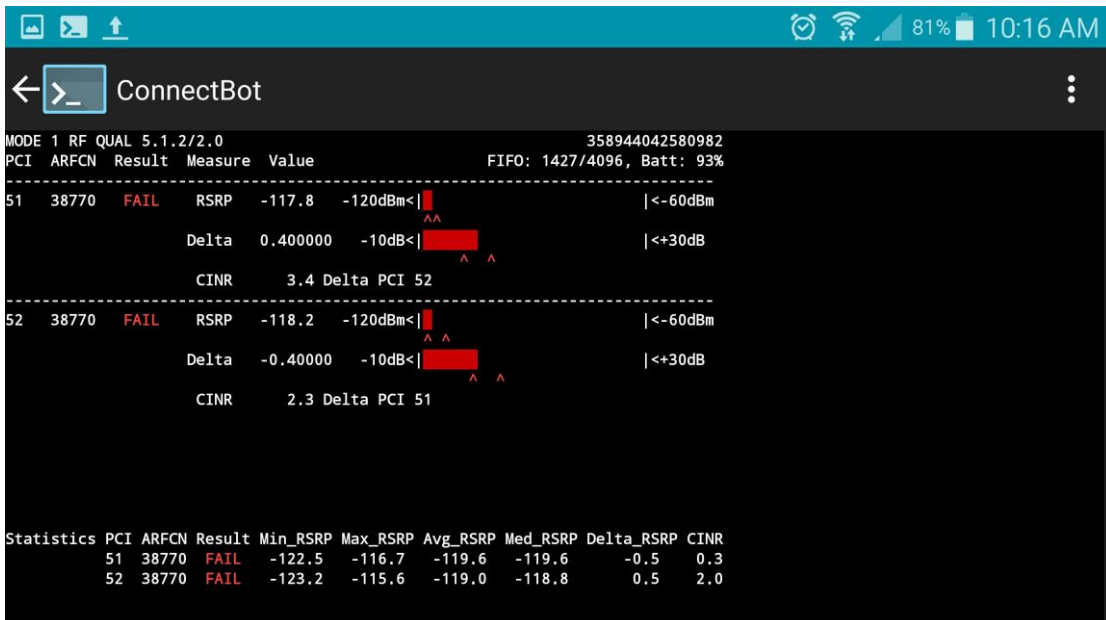 81% 10:16 AM
ConnectBot
MODE 1 RF QUAL 5.1.2/2.0 358944042580982
PCI ARFCN Result Measure Value FIFO: 1427/4096, Batt: 93%
--------------------------------------------------------------------------------
51 38770 FAIL RSRP -117.8 -120dBm<| |<-60dBm
^^
Delta 0.400000 -10dB<| |<+30dB
^ ^
CINR 3.4 Delta PCI 52
--------------------------------------------------------------------------------
52 38770 FAIL RSRP -118.2 -120dBm<| |<-60dBm
^ ^
Delta -0.40000 -10dB<| |<+30dB
^ ^
CINR 2.3 Delta PCI 51
Statistics PCI ARFCN Result Min_RSRP Max_RSRP Avg_RSRP Med_RSRP Delta_RSRP CINR
51 38770 FAIL -122.5 -116.7 -119.6 -119.6 -0.5 0.3
52 38770 FAIL -123.2 -115.6 -119.0 -118.8 0.5 2.0